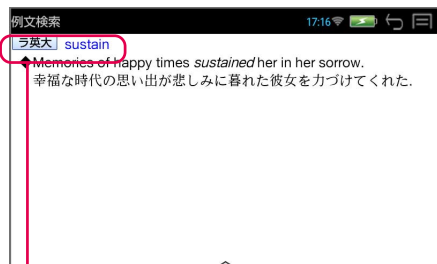 例文検索 17:16
ラ英大 sustain
◆Memories of happy times sustained her in her sorrow.
幸福な時代の思い出が悲しみに暮れた彼女を力づけてくれた.